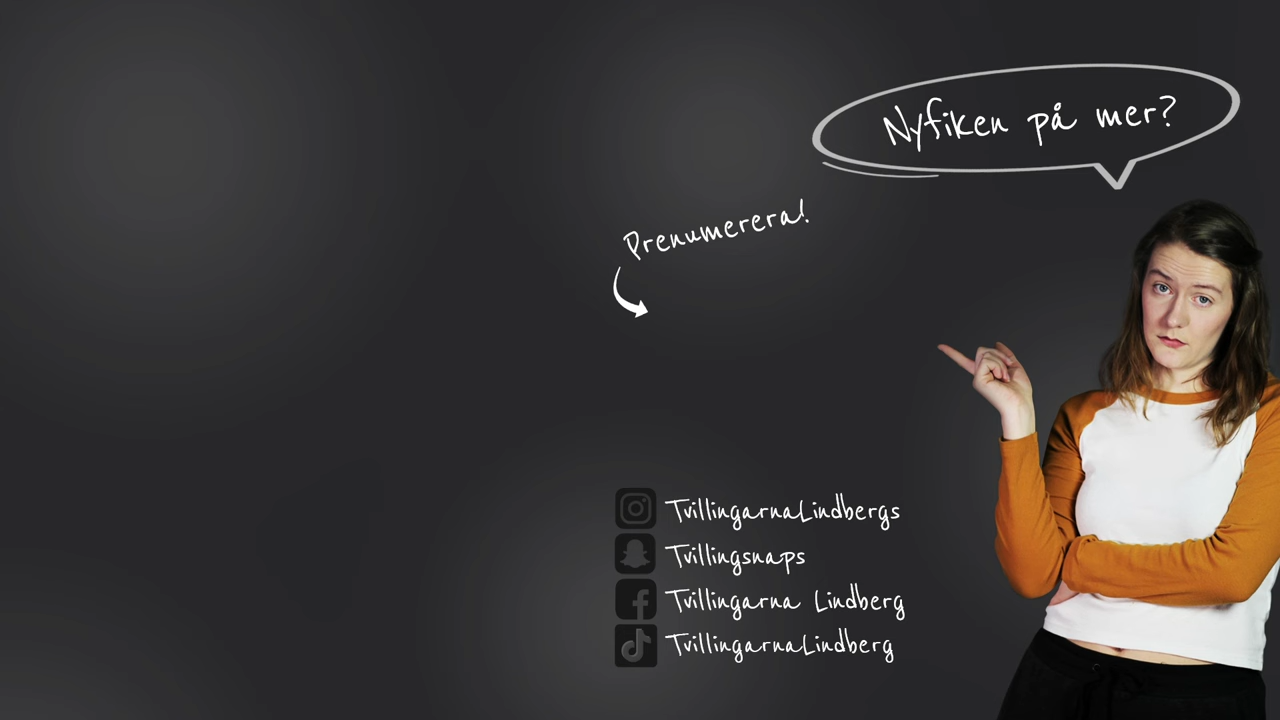 Nyfiken på mer?
Prenumerera!
TvillingarnaLindbergs
Tvillingsnaps
Tvillingarna Lindberg
TvillingarnaLindberg